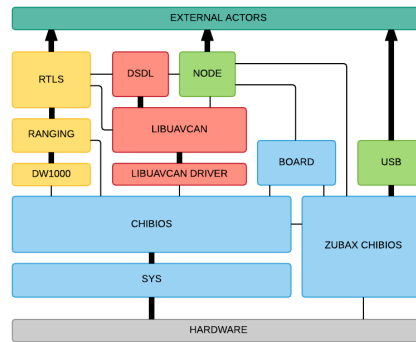 EXTERNAL ACTORS
RTLS
DSDL
NODE
LIBUAVCAN
RANGING
BOARD
USB
DW1000
LIBUAVCAN DRIVER
CHIBIOS
ZUBAX CHIBIOS
SYS
HARDWARE